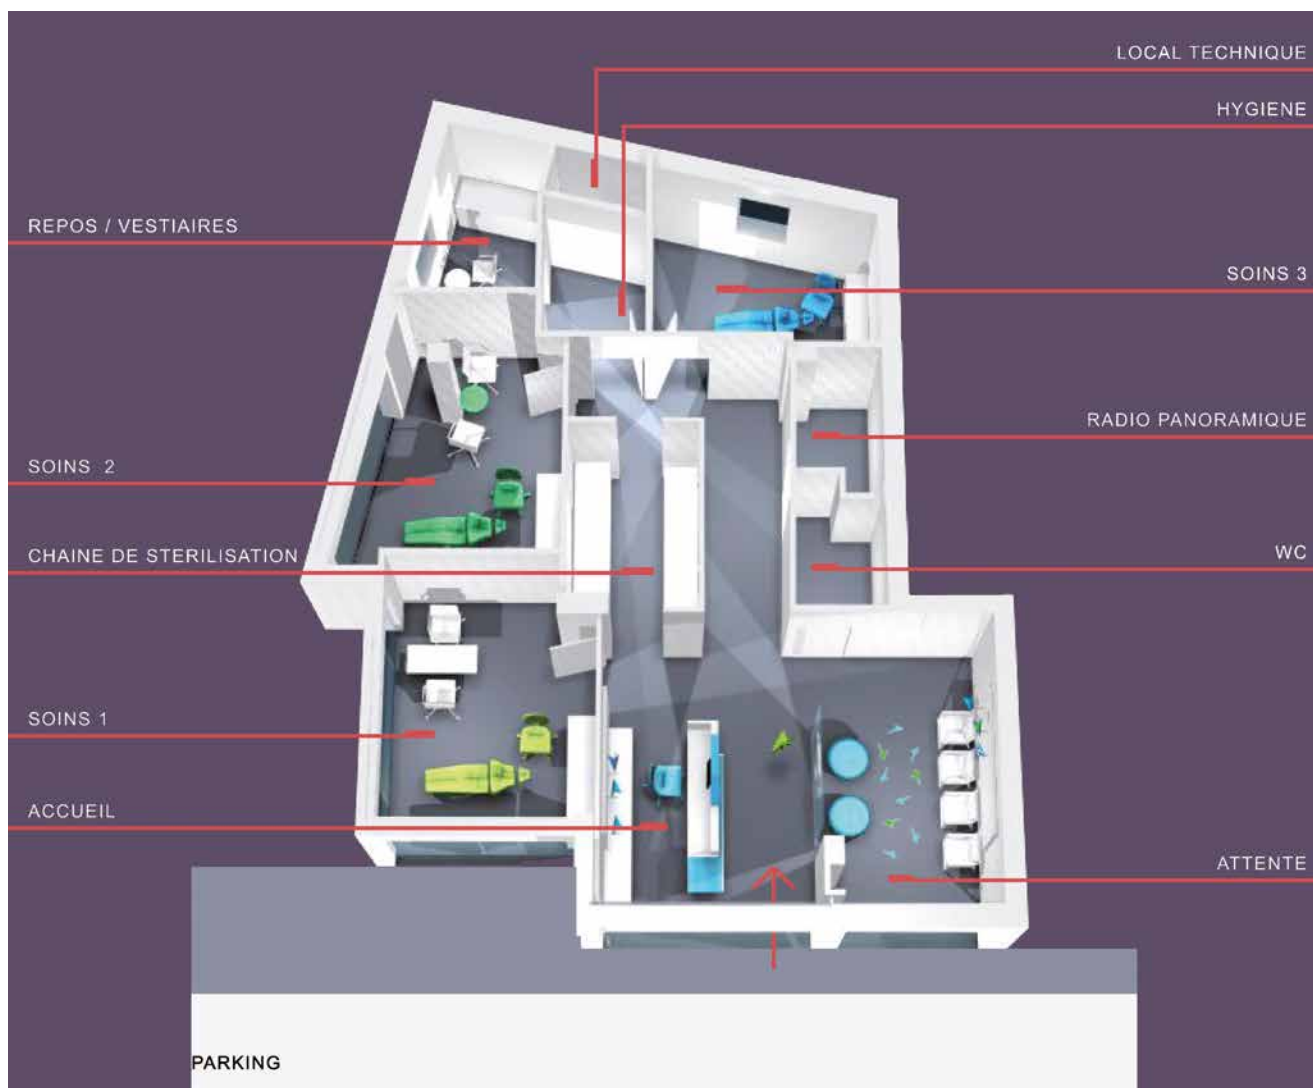 LOCAL TECHNIQUE
HYGIENE
REPOS / VESTIAIRES
SOINS 3
RADIO PANORAMIQUE
SOINS 2
CHAINE DE STERILISATION
WC
SOINS 1
ACCUEIL
ATTENTE
PARKING